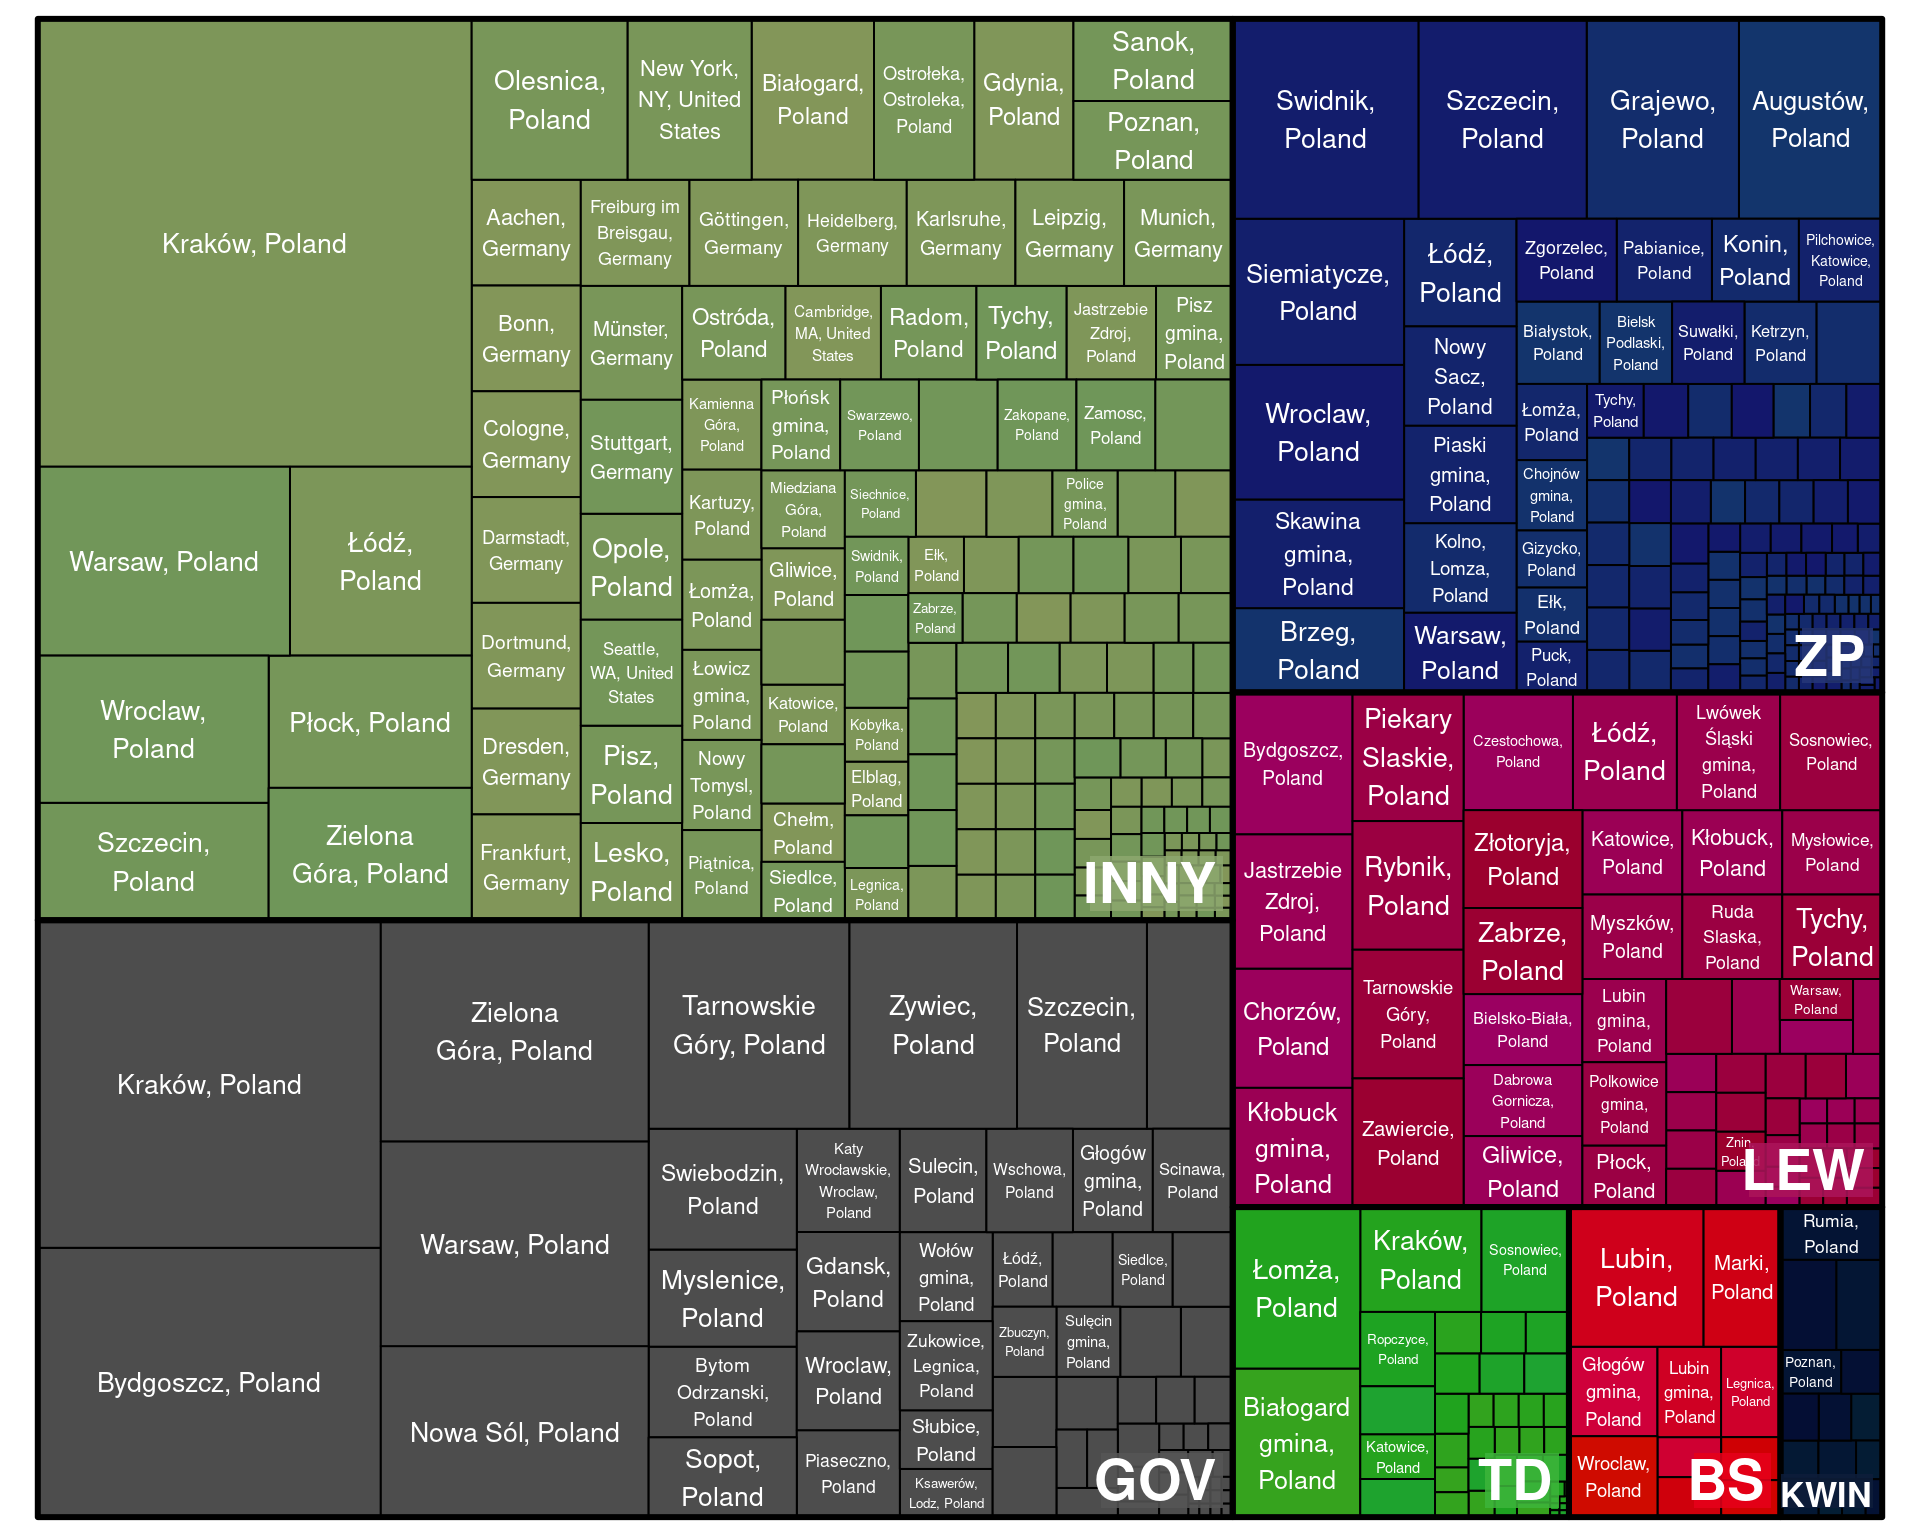 Kraków, Poland
Warsaw, Poland
Łódź,
Poland
Wroclaw,
Poland
Płock, Poland
Szczecin,
Poland
Zielona
Góra, Poland
Olesnica,
Poland
New York,
NY, United
States
Białogard,
Poland
Ostrołeka,
Ostroleka,
Poland
Gdynia,
Poland
Sanok,
Poland
Poznan,
Poland
Aachen,
Germany
Freiburg im
Breisgau,
Germany
Göttingen,
Germany
Heidelberg,
Germany
Karlsruhe,
Germany
Leipzig,
Germany
Munich,
Germany
Bonn,
Germany
Cologne,
Germany
Darmstadt,
Germany
Dortmund,
Germany
Dresden,
Germany
Frankfurt,
Germany
Münster,
Germany
Stuttgart,
Germany
Opole,
Poland
Seattle,
WA, United
States
Pisz,
Poland
Lesko,
Poland
Ostróda,
Poland
Cambridge,
MA, United
States
Radom,
Poland
Tychy,
Poland
Jastrzebie
Zdroj,
Poland
Pisz
gmina,
Poland
Kamienna
Góra,
Poland
Kartuzy,
Poland
Łomża,
Poland
Łowicz
gmina,
Poland
Nowy
Tomysl,
Poland
Piątnica,
Poland
Płońsk
gmina,
Poland
Swarzewo,
Poland
Zakopane,
Poland
Zamosc,
Poland
Miedziana
Góra,
Poland
Gliwice,
Poland
Katowice,
Poland
Chełm,
Poland
Siedlce,
Poland
Siechnice,
Poland
Police
gmina,
Poland
Swidnik,
Poland
Ełk,
Poland
Zabrze,
Poland
Kobyłka,
Poland
Elblag,
Poland
Legnica,
Poland
INNY
Swidnik,
Poland
Szczecin,
Poland
Grajewo,
Poland
Augustów,
Poland
Siemiatycze,
Poland
Wroclaw,
Poland
Skawina
gmina,
Poland
Brzeg,
Poland
Łódź,
Poland
Nowy
Sacz,
Poland
Piaski
gmina,
Poland
Kolno,
Lomza,
Poland
Warsaw,
Poland
Zgorzelec,
Poland
Pabianice,
Poland
Konin,
Poland
Pilchowice,
Katowice,
Poland
Białystok,
Poland
Bielsk
Podlaski,
Poland
Suwałki,
Poland
Ketrzyn,
Poland
Łomża,
Poland
Chojnów
gmina,
Poland
Gizycko,
Poland
Ełk,
Poland
Puck,
Poland
Tychy,
Poland
ZP
Bydgoszcz,
Poland
Jastrzebie
Zdroj,
Poland
Chorzów,
Poland
Kłobuck
gmina,
Poland
Piekary
Slaskie,
Poland
Rybnik,
Poland
Tarnowskie
Góry,
Poland
Zawiercie,
Poland
Czestochowa,
Poland
Łódź,
Poland
Lwówek
Śląski
gmina,
Poland
Sosnowiec,
Poland
Złotoryja,
Poland
Zabrze,
Poland
Bielsko-Biała,
Poland
Dabrowa
Gornicza,
Poland
Gliwice,
Poland
Katowice,
Poland
Kłobuck,
Poland
Mysłowice,
Poland
Myszków,
Poland
Ruda
Slaska,
Poland
Tychy,
Poland
Lubin
gmina,
Poland
Polkowice
gmina,
Poland
Płock,
Poland
Warsaw,
Poland
Znin,
Poland
LEW
Kraków, Poland
Bydgoszcz, Poland
Zielona
Góra, Poland
Warsaw, Poland
Nowa Sól, Poland
Tarnowskie
Góry, Poland
Zywiec,
Poland
Szczecin,
Poland
Swiebodzin,
Poland
Myslenice,
Poland
Bytom
Odrzanski,
Poland
Sopot,
Poland
Katy
Wrocławskie,
Wroclaw,
Poland
Gdansk,
Poland
Wroclaw,
Poland
Piaseczno,
Poland
Sulecin,
Poland
Wschowa,
Poland
Głogów
gmina,
Poland
Scinawa,
Poland
Wołów
gmina,
Poland
Zukowice,
Legnica,
Poland
Słubice,
Poland
Ksawerów,
Lodz, Poland
Łódź,
Poland
Siedlce,
Poland
Zbuczyn,
Poland
Sulęcin
gmina,
Poland
GOV
Łomża,
Poland
Białogard
gmina,
Poland
Kraków,
Poland
Sosnowiec,
Poland
Ropczyce,
Poland
Katowice,
Poland
TD
Lubin,
Poland
Marki,
Poland
Głogów
gmina,
Poland
Lubin
gmina,
Poland
Legnica,
Poland
Wroclaw,
Poland
BS
Rumia,
Poland
Poznan,
Poland
KWIN